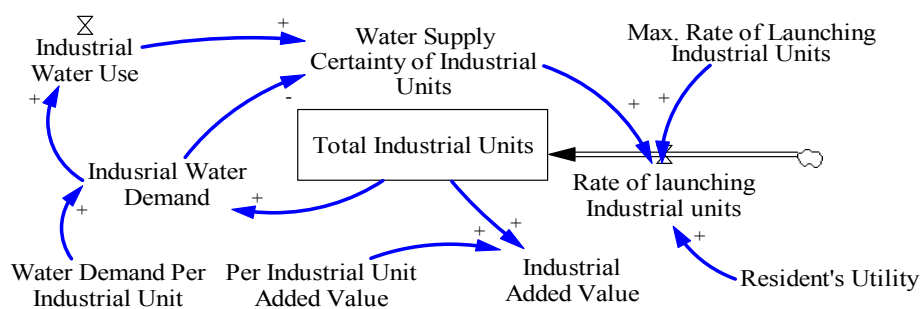 Industrial
Water Use
+
Water Supply
Certainty of Industrial
Units
Max. Rate of Launching
Industrial Units
+
-
+
+
Total Industrial Units
Indusrial Water
Demand
+
+
Rate of launching
Industrial units
+
+
+
Water Demand Per
Industrial Unit
Per Industrial Unit
Added Value
Industrial
Added Value
Resident's Utility